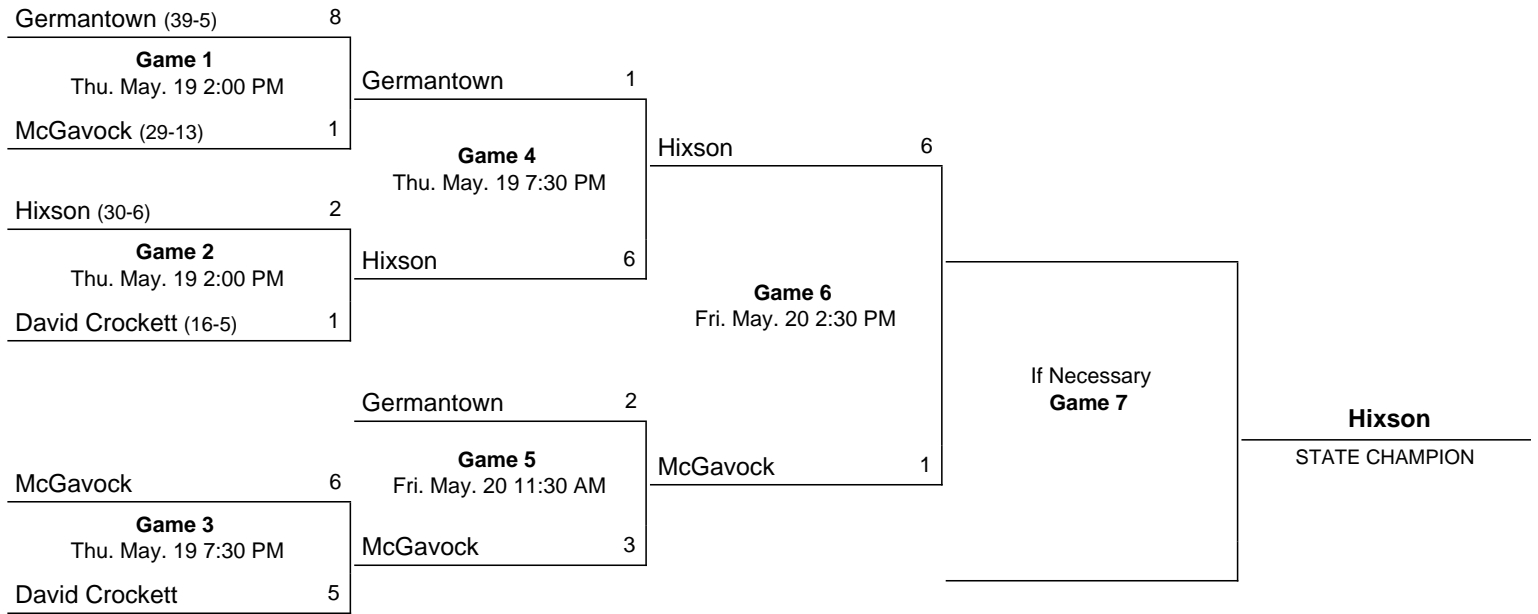 Germantown (39-5) 8
Game 1
Thu. May. 19 2:00 PM
McGavock (29-13) 1
Hixson (30-6) 2
Game 2
Thu. May. 19 2:00 PM
David Crockett (16-5) 1
McGavock 6
Game 3
Thu. May. 19 7:30 PM
David Crockett 5
Germantown 1
Game 4
Thu. May. 19 7:30 PM
Hixson 6
Germantown 2
Game 5
Fri. May. 20 11:30 AM
McGavock 3
Hixson 6
Game 6
Fri. May. 20 2:30 PM
McGavock 1
If Necessary
Game 7
Hixson
STATE CHAMPION